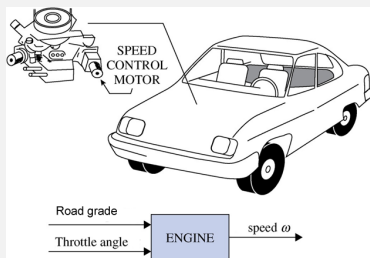 SPEED
CONTROL
MOTOR
Road grade
Throttle angle
ENGINE
speed ω